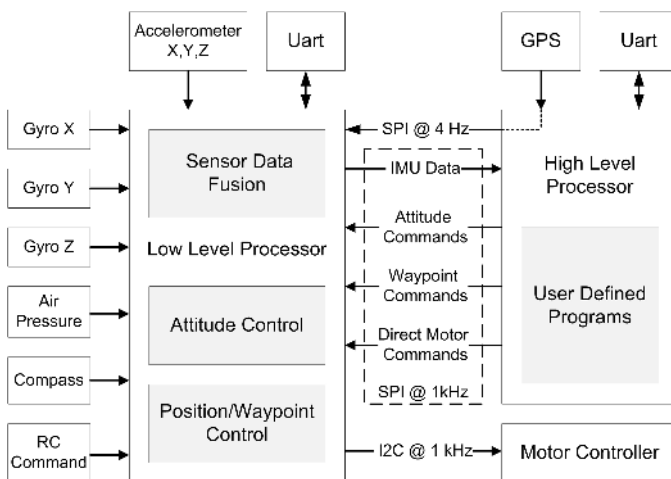 Accelerometer
X,Y,Z
Uart
GPS
Uart
Gyro X
Gyro Y
Gyro Z
Air
Pressure
Compass
RC
Command
Sensor Data
Fusion
Low Level Processor
Attitude Control
Position/Waypoint
Control
SPI @ 4 Hz
IMU Data
Attitude
Commands
Waypoint
Commands
Direct Motor
Commands
SPI @ 1kHz
I2C @ 1 kHz
High Level
Processor
User Defined
Programs
Motor Controller